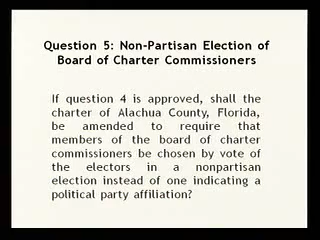 Question 5: Non-Partisan Election of
Board of Charter Commissioners
If question 4 is approved, shall the
charter of Alachua County, Florida,
be amended to require that
members of the board of charter
commissioners be chosen by vote of
the electors in a nonpartisan
election instead of one indicating a
political party affiliation?